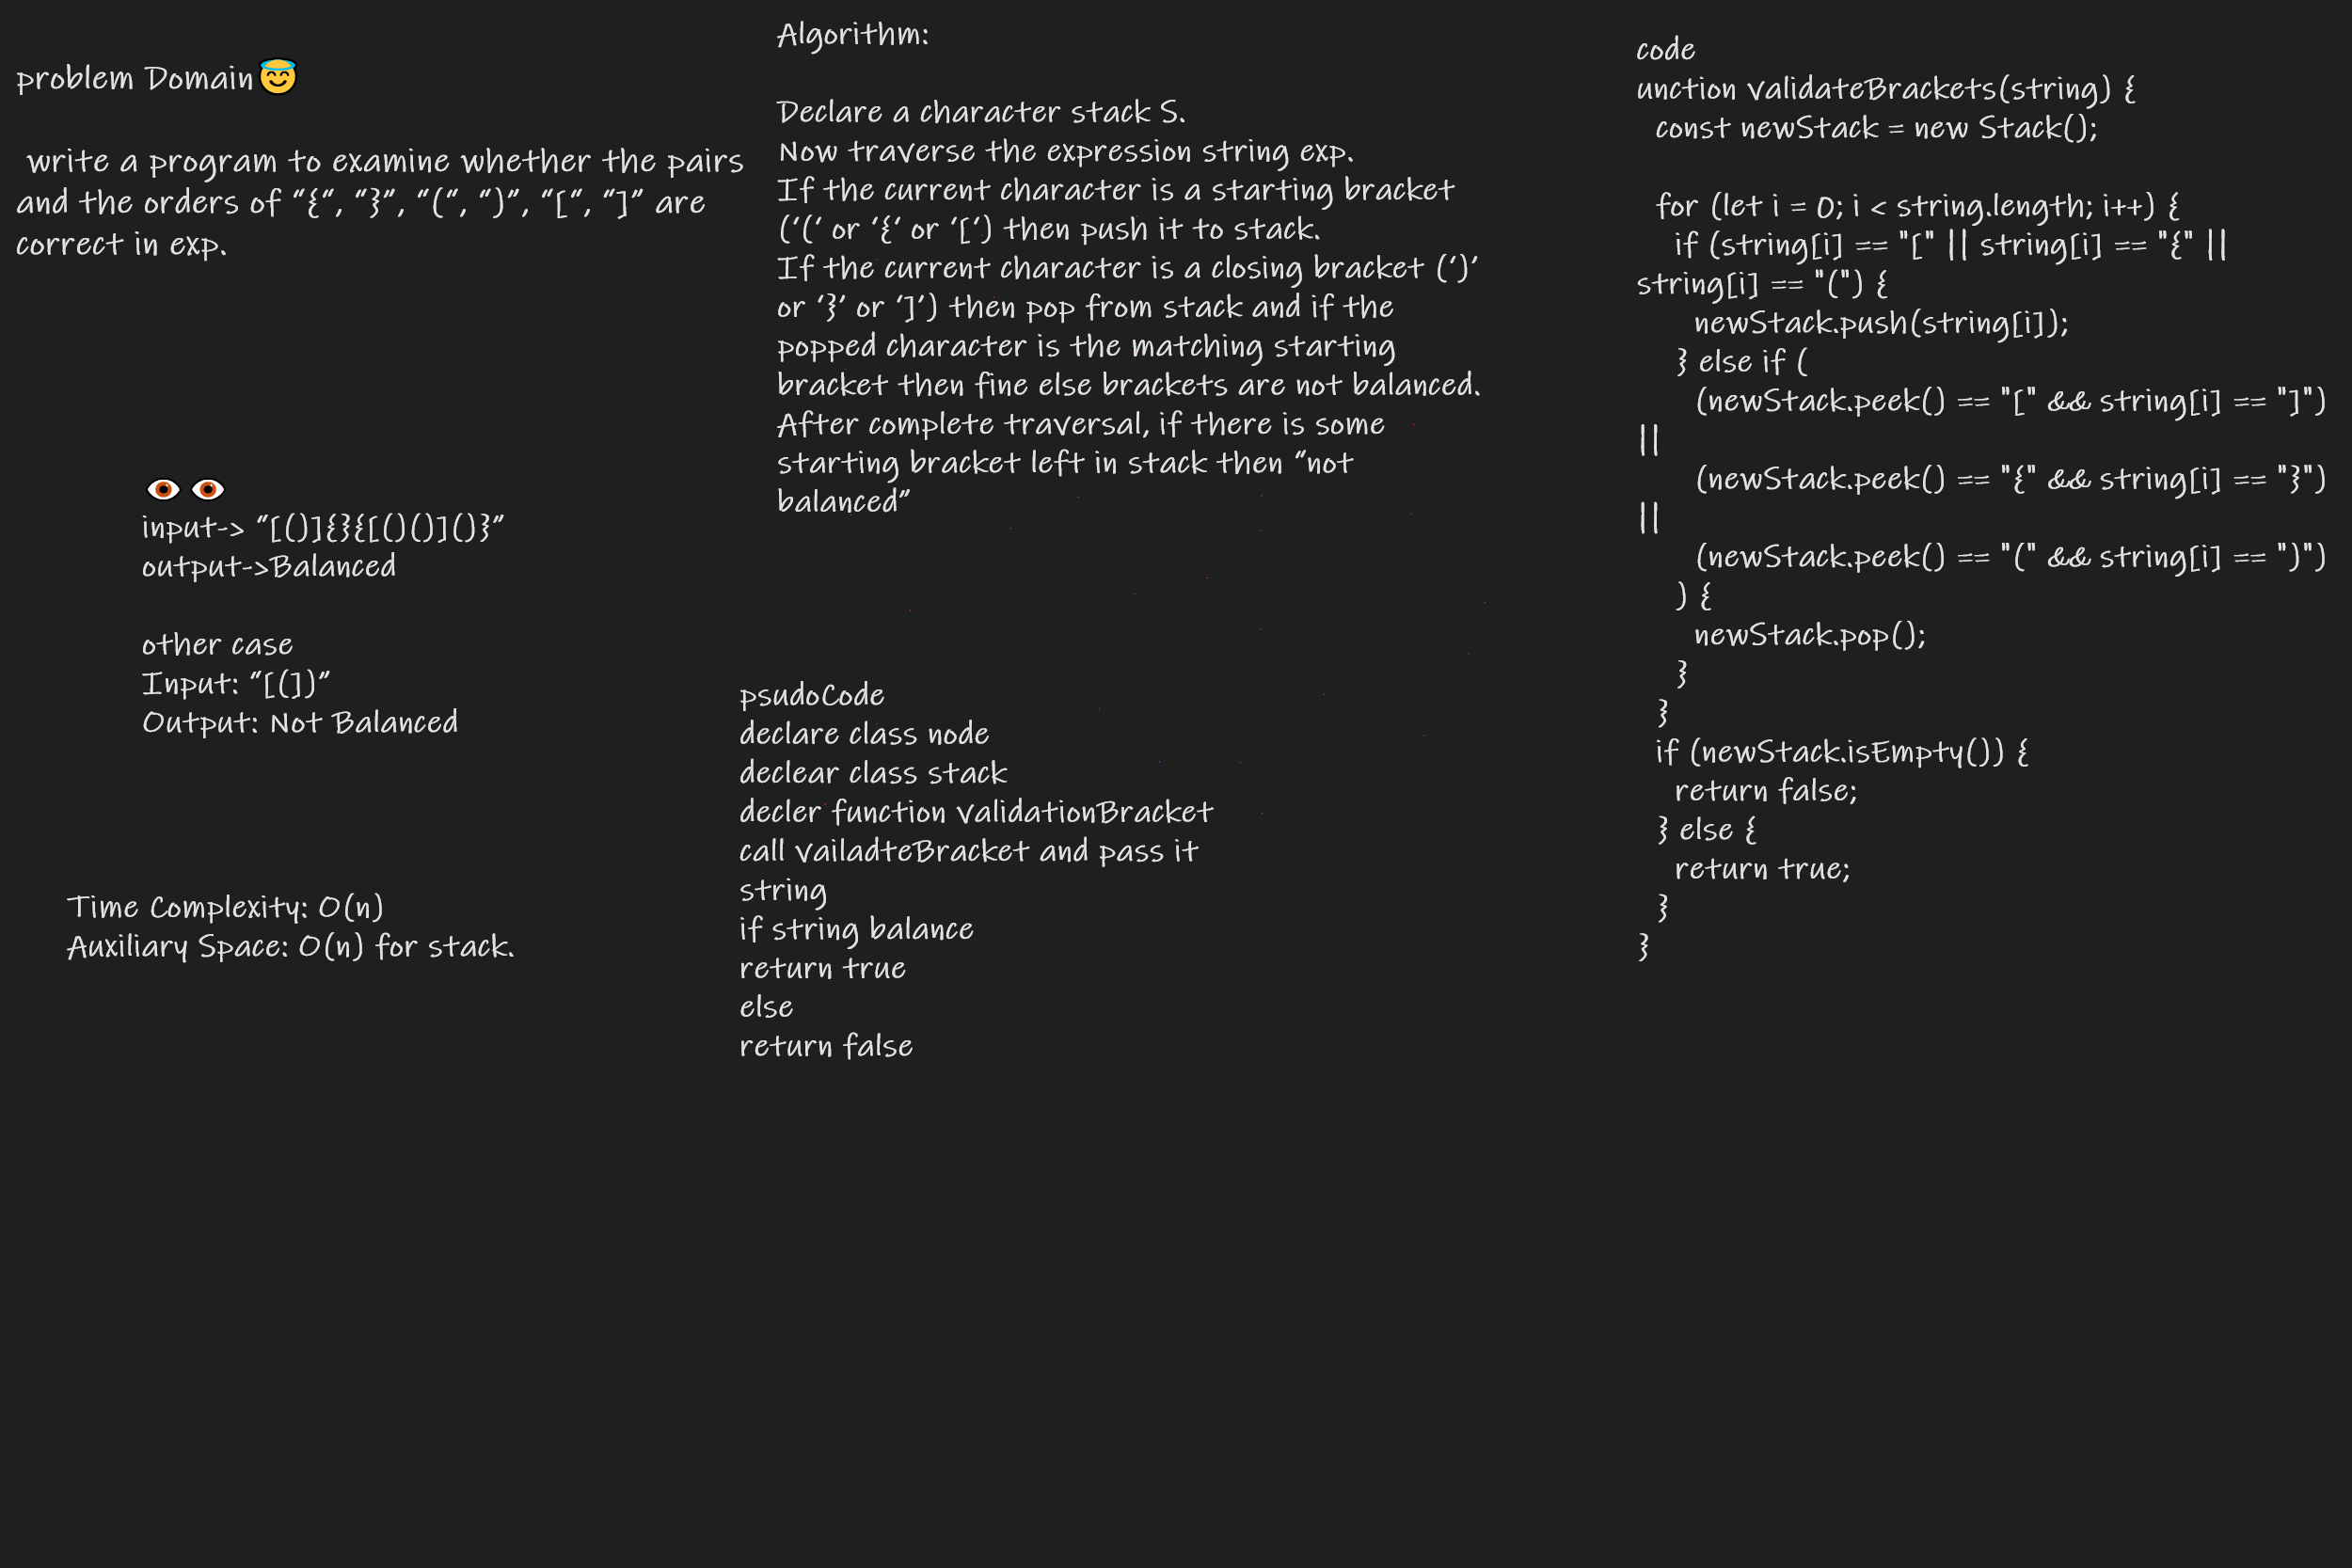 problem Domain😇
write a program to examine whether the pairs
and the orders of “{“, “}”, “(“, “)”, “[“, “]” are
correct in exp.
👁👁
input-> “[()]{}{[()()]()}”
output->Balanced
other case
Input: “[(])”
Output: Not Balanced
Time Complexity: O(n)
Auxiliary Space: O(n) for stack.
Algorithm:
Declare a character stack S.
Now traverse the expression string exp.
If the current character is a starting bracket
(‘(‘ or ‘{‘ or ‘[‘) then push it to stack.
If the current character is a closing bracket (‘)’
or ‘}’ or ‘]’) then pop from stack and if the
popped character is the matching starting
bracket then fine else brackets are not balanced.
After complete traversal, if there is some
starting bracket left in stack then “not
balanced”
psudoCode
declare class node
declear class stack
decler function validationBracket
call vailadteBracket and pass it
string
if string balance
return true
else
return false
code
unction validateBrackets(string) {
  const newStack = new Stack();
  for (let i = 0; i < string.length; i++) {
    if (string[i] == "[" || string[i] == "{" ||
string[i] == "(") {
      newStack.push(string[i]);
    } else if (
      (newStack.peek() == "[" && string[i] == "]")
||
      (newStack.peek() == "{" && string[i] == "}")
||
      (newStack.peek() == "(" && string[i] == ")")
    ) {
      newStack.pop();
    }
  }
  if (newStack.isEmpty()) {
    return false;
  } else {
    return true;
  }
}